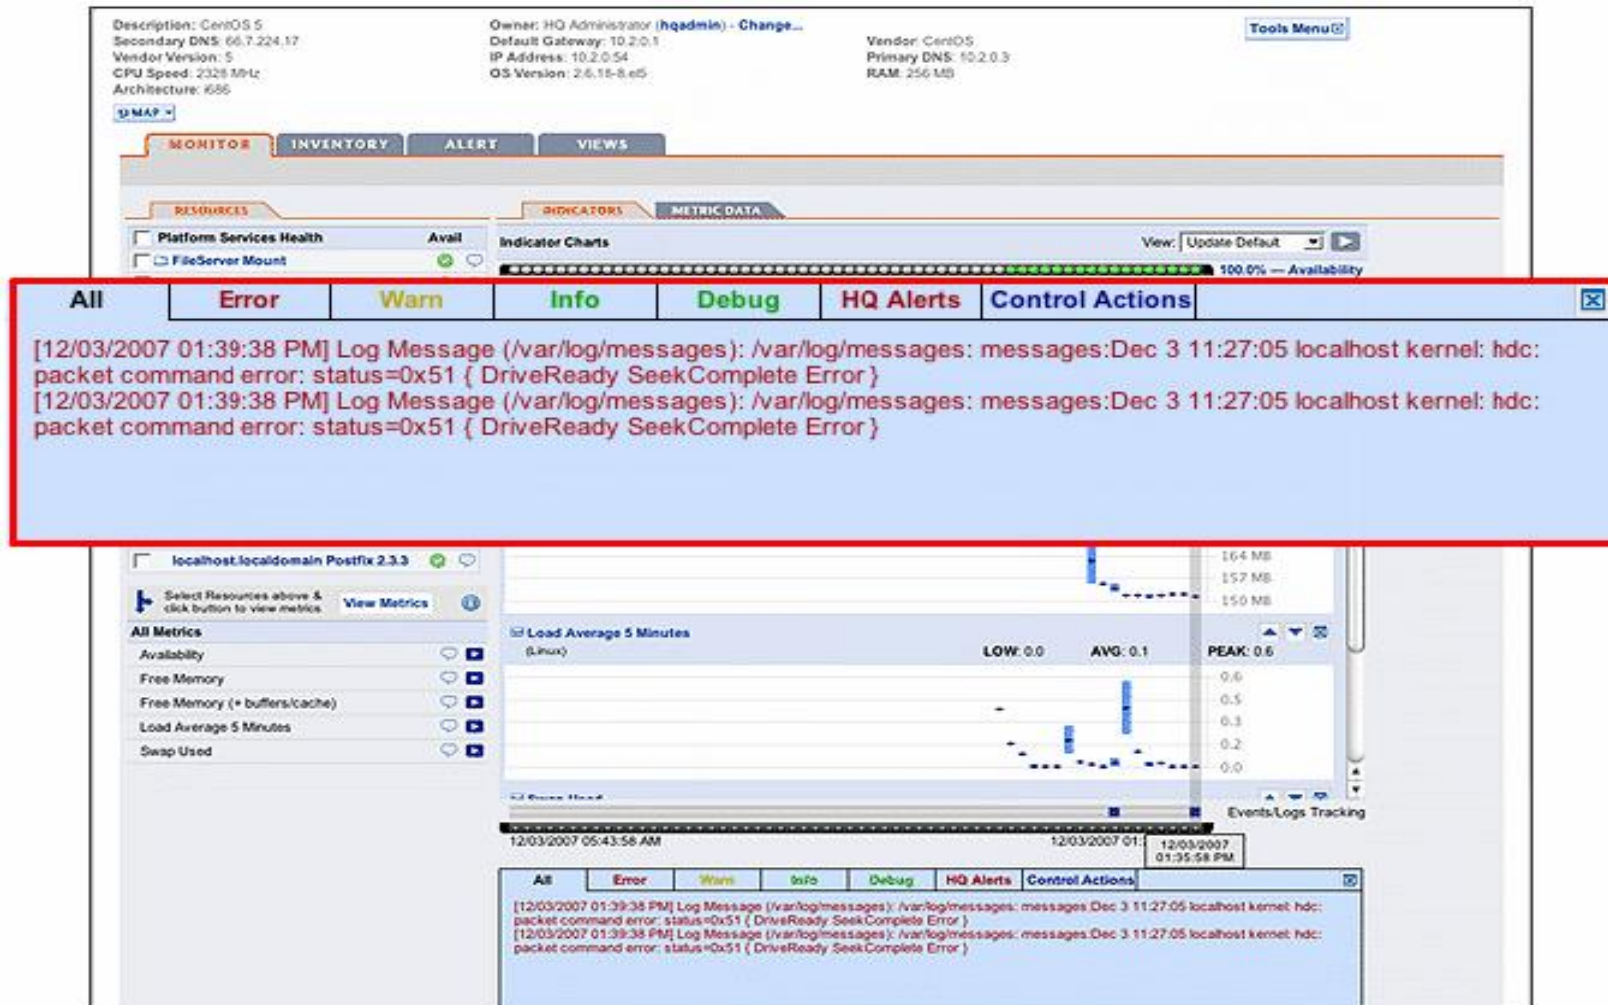 Description: CentOS 5
Secondary DNS: 66.7.224.17
Vendor Version: 5
CPU Speed: 2328 MHz
Architecture: i686
Owner: HQ Administrator (hqadmin) - Change...
Default Gateway: 10.2.0.1
IP Address: 10.2.0.54
OS Version: 2.6.18-8.el5
Vendor: CentOS
Primary DNS: 10.2.0.3
RAM: 256 MB
Tools Menu
MAP
MONITOR INVENTORY ALERT VIEWS
RESOURCES
INDICATORS METRIC DATA
Platform Services Health Avail
FileServer Mount
Indicator Charts View: Update Default
100.0% — Availability
All Error Warn Info Debug HQ Alerts Control Actions
[12/03/2007 01:39:38 PM] Log Message (/var/log/messages): /var/log/messages: messages:Dec 3 11:27:05 localhost kernel: hdc:
packet command error: status=0x51 { DriveReady SeekComplete Error }
[12/03/2007 01:39:38 PM] Log Message (/var/log/messages): /var/log/messages: messages:Dec 3 11:27:05 localhost kernel: hdc:
packet command error: status=0x51 { DriveReady SeekComplete Error }
localhost.localdomain Postfix 2.3.3
Select Resources above &
click button to view metrics
View Metrics
All Metrics
Availability
Free Memory
Free Memory (+ buffers/cache)
Load Average 5 Minutes
Swap Used
164 MB
157 MB
150 MB
Load Average 5 Minutes
(Linux) LOW: 0.0 AVG: 0.1 PEAK: 0.6
0.6
0.5
0.3
0.2
0.0
Swap Used
Events/Logs Tracking
12/03/2007 05:43:58 AM
12/03/2007 01:
12/03/2007
01:35:58 PM
All Error Warn Info Debug HQ Alerts Control Actions
[12/03/2007 01:39:38 PM] Log Message (/var/log/messages): /var/log/messages: messages:Dec 3 11:27:05 localhost kernel: hdc:
packet command error: status=0x51 { DriveReady SeekComplete Error }
[12/03/2007 01:39:38 PM] Log Message (/var/log/messages): /var/log/messages: messages:Dec 3 11:27:05 localhost kernel: hdc:
packet command error: status=0x51 { DriveReady SeekComplete Error }